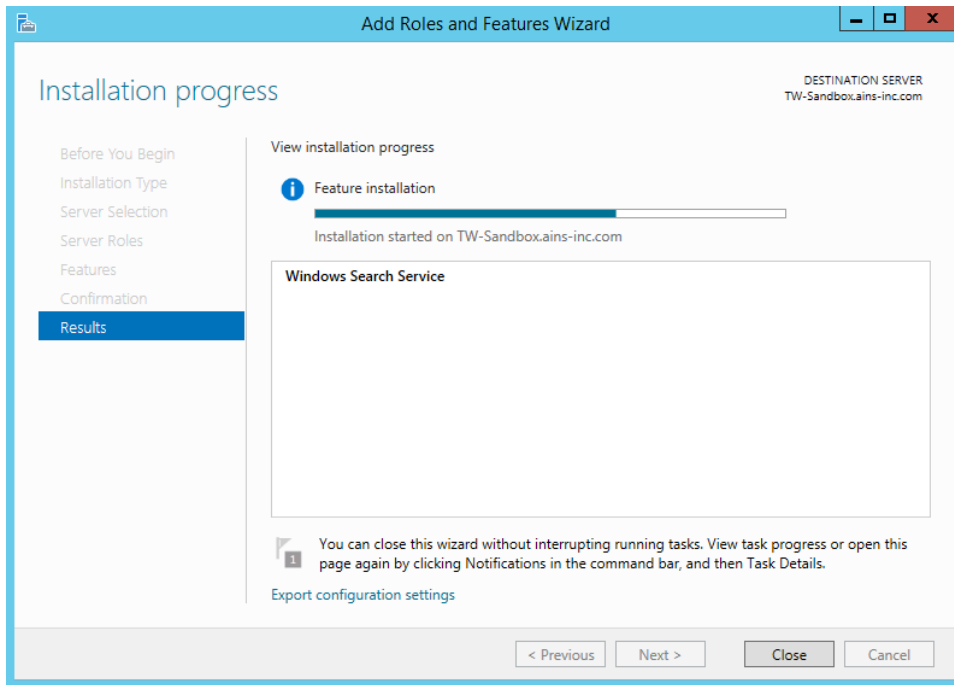 Add Roles and Features Wizard
Installation progress
DESTINATION SERVER
TW-Sandbox.ains-inc.com
Before You Begin
Installation Type
Server Selection
Server Roles
Features
Confirmation
Results
View installation progress
Feature installation
Installation started on TW-Sandbox.ains-inc.com
Windows Search Service
1
You can close this wizard without interrupting running tasks. View task progress or open this
page again by clicking Notifications in the command bar, and then Task Details.
Export configuration settings
< Previous
Next >
Close
Cancel